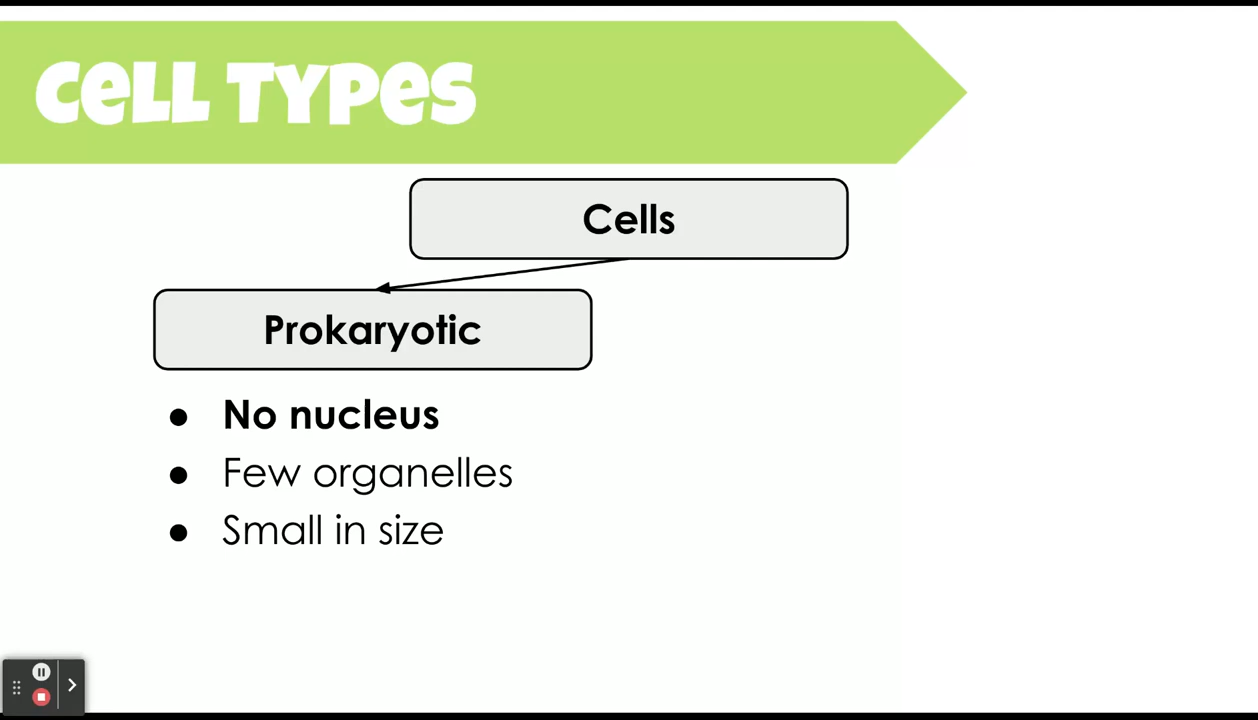 Cell Types
Cells
Prokaryotic
● No nucleus
● Few organelles
● Small in size